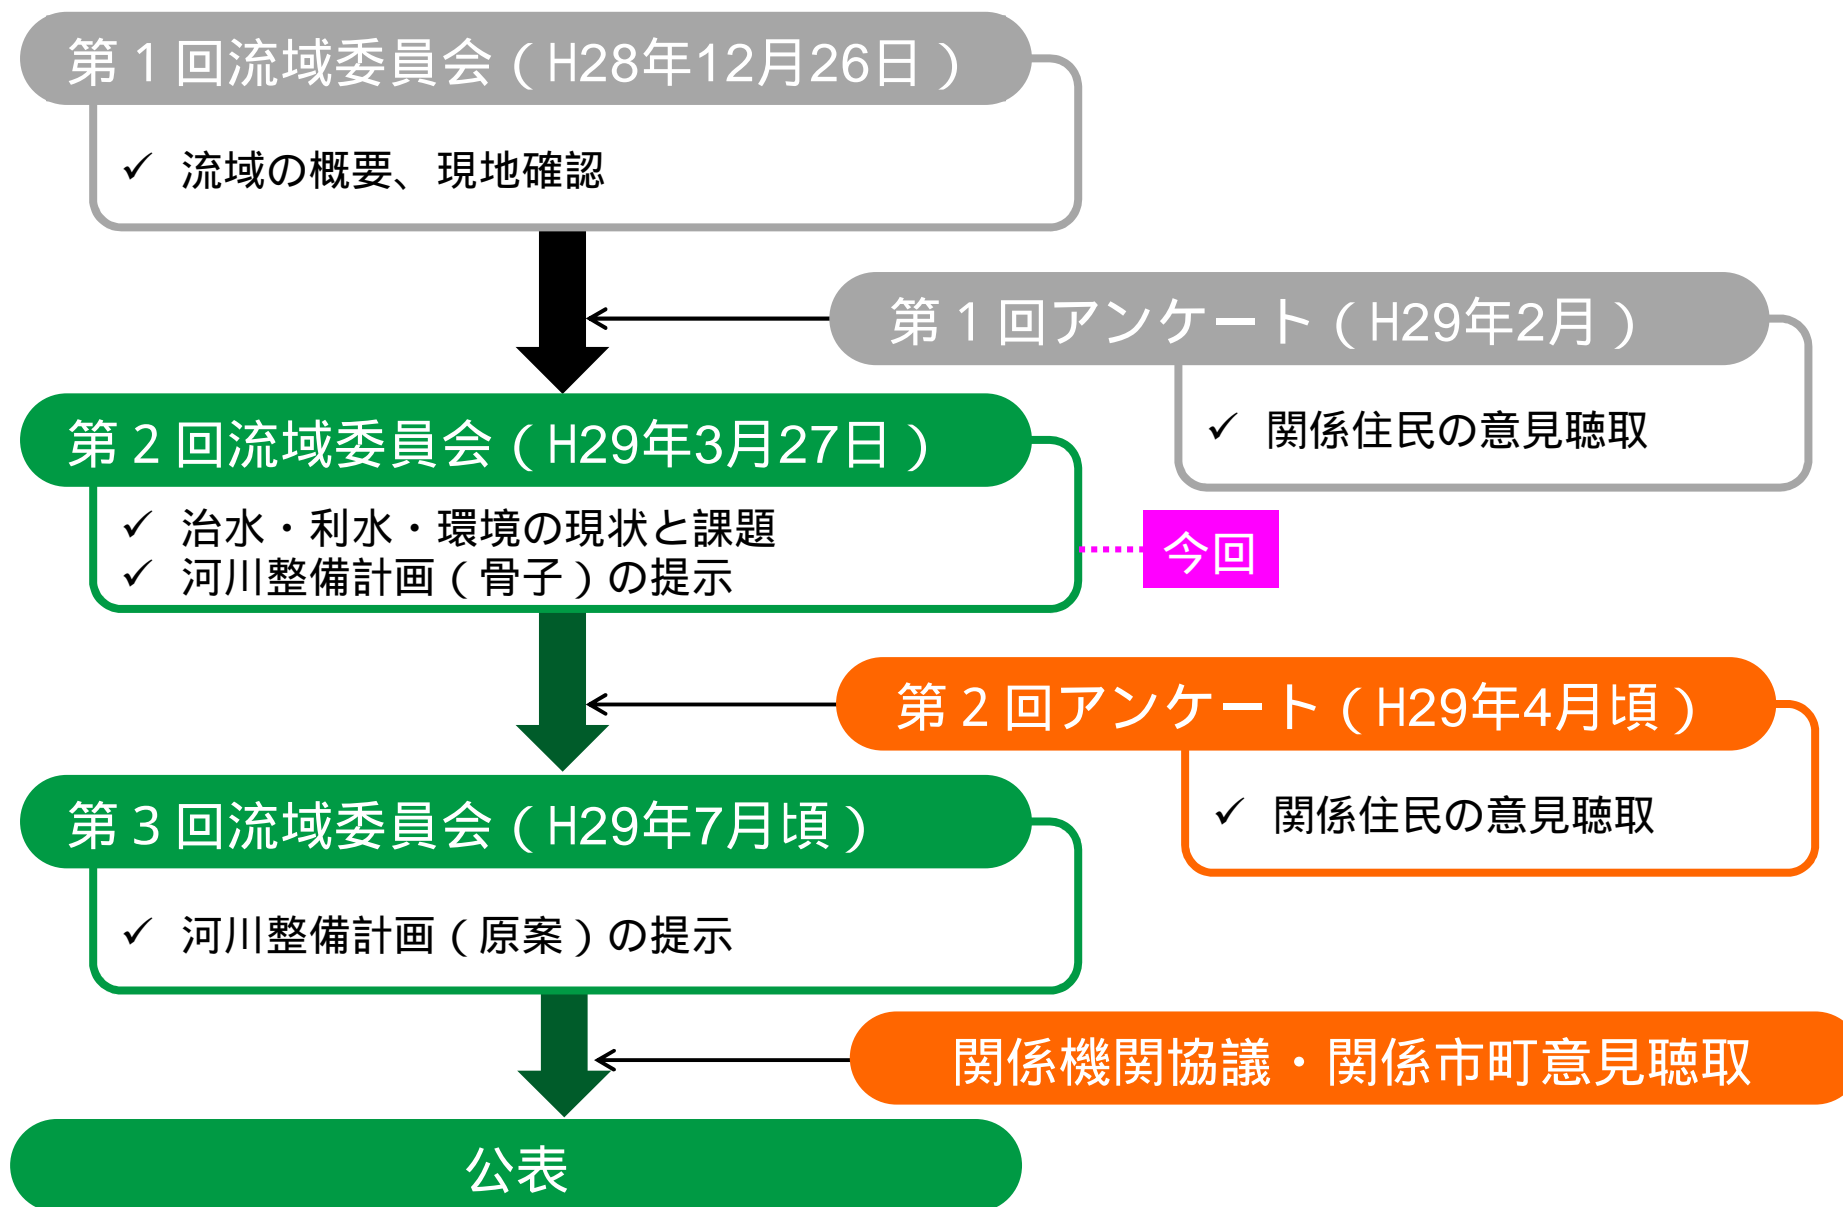 第１回流域委員会（H28年12月26日）
✓ 流域の概要、現地確認
第１回アンケート（H29年2月）
✓ 関係住民の意見聴取
第２回流域委員会（H29年3月27日）
✓ 治水・利水・環境の現状と課題
✓ 河川整備計画（骨子）の提示
今回
第２回アンケート（H29年4月頃）
✓ 関係住民の意見聴取
第３回流域委員会（H29年7月頃）
✓ 河川整備計画（原案）の提示
関係機関協議・関係市町意見聴取
公表